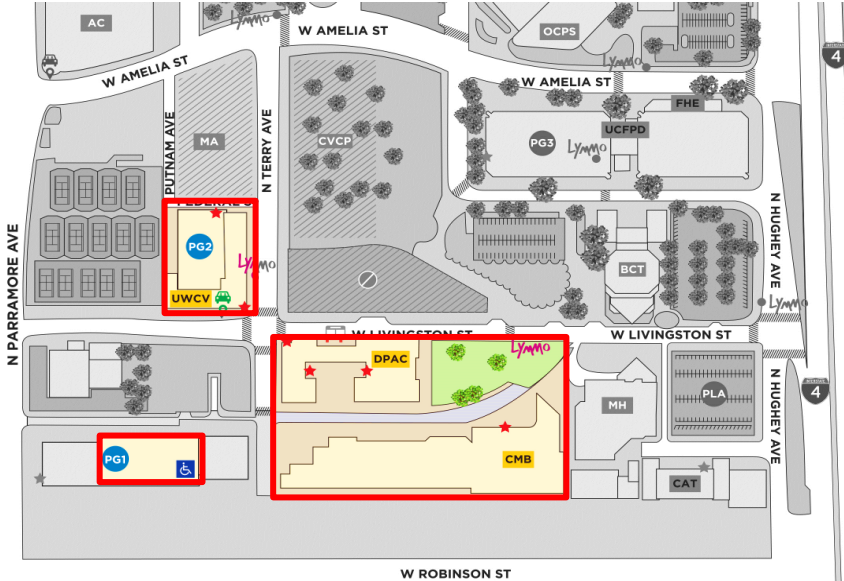 AC
Lymmo
W AMELIA ST
OCPS
Lymmo
4
W AMELIA ST
W AMELIA ST
FHE
PUTNAM AVE
MA
N TERRY AVE
CVCP
PG3
UCFPD
Lymmo
N PARRAMORE AVE
PG2
Lymmo
UWCV
BCT
N HUGHEY AVE
Lymmo
W LIVINGSTON ST
W LIVINGSTON ST
DPAC
Lymmo
MH
PLA
N HUGHEY AVE
4
PG1
CMB
CAT
W ROBINSON ST